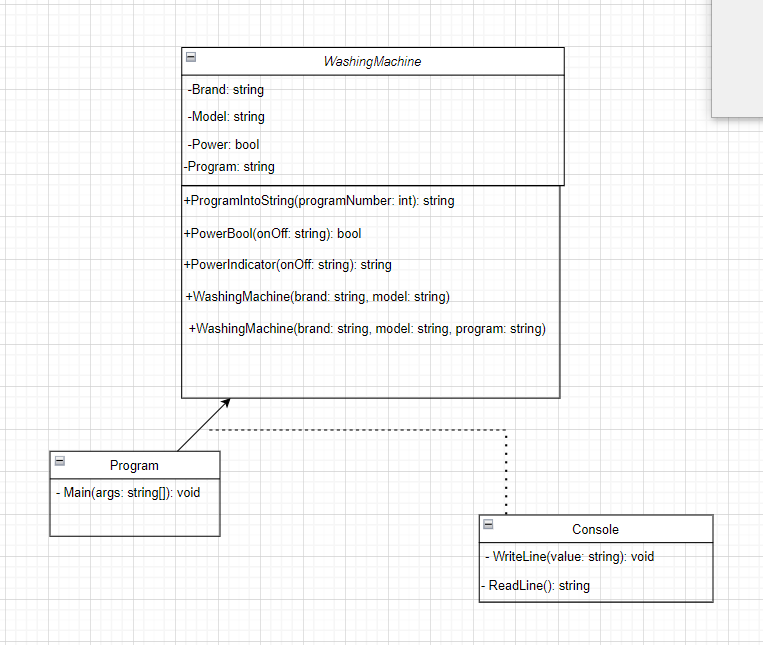 WashingMachine
-Brand: string
-Model: string
-Power: bool
-Program: string
+ProgramIntoString(programNumber: int): string
+PowerBool(onOff: string): bool
+PowerIndicator(onOff: string): string
+WashingMachine(brand: string, model: string)
+WashingMachine(brand: string, model: string, program: string)
Program
- Main(args: string[]): void
Console
- WriteLine(value: string): void
- ReadLine(): string